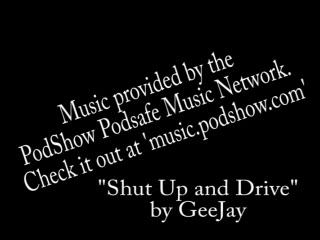 Music provided by the
PodShow Podsafe Music Network.
Check it out at 'music.podshow.com'
"Shut Up and Drive"
by GeeJay